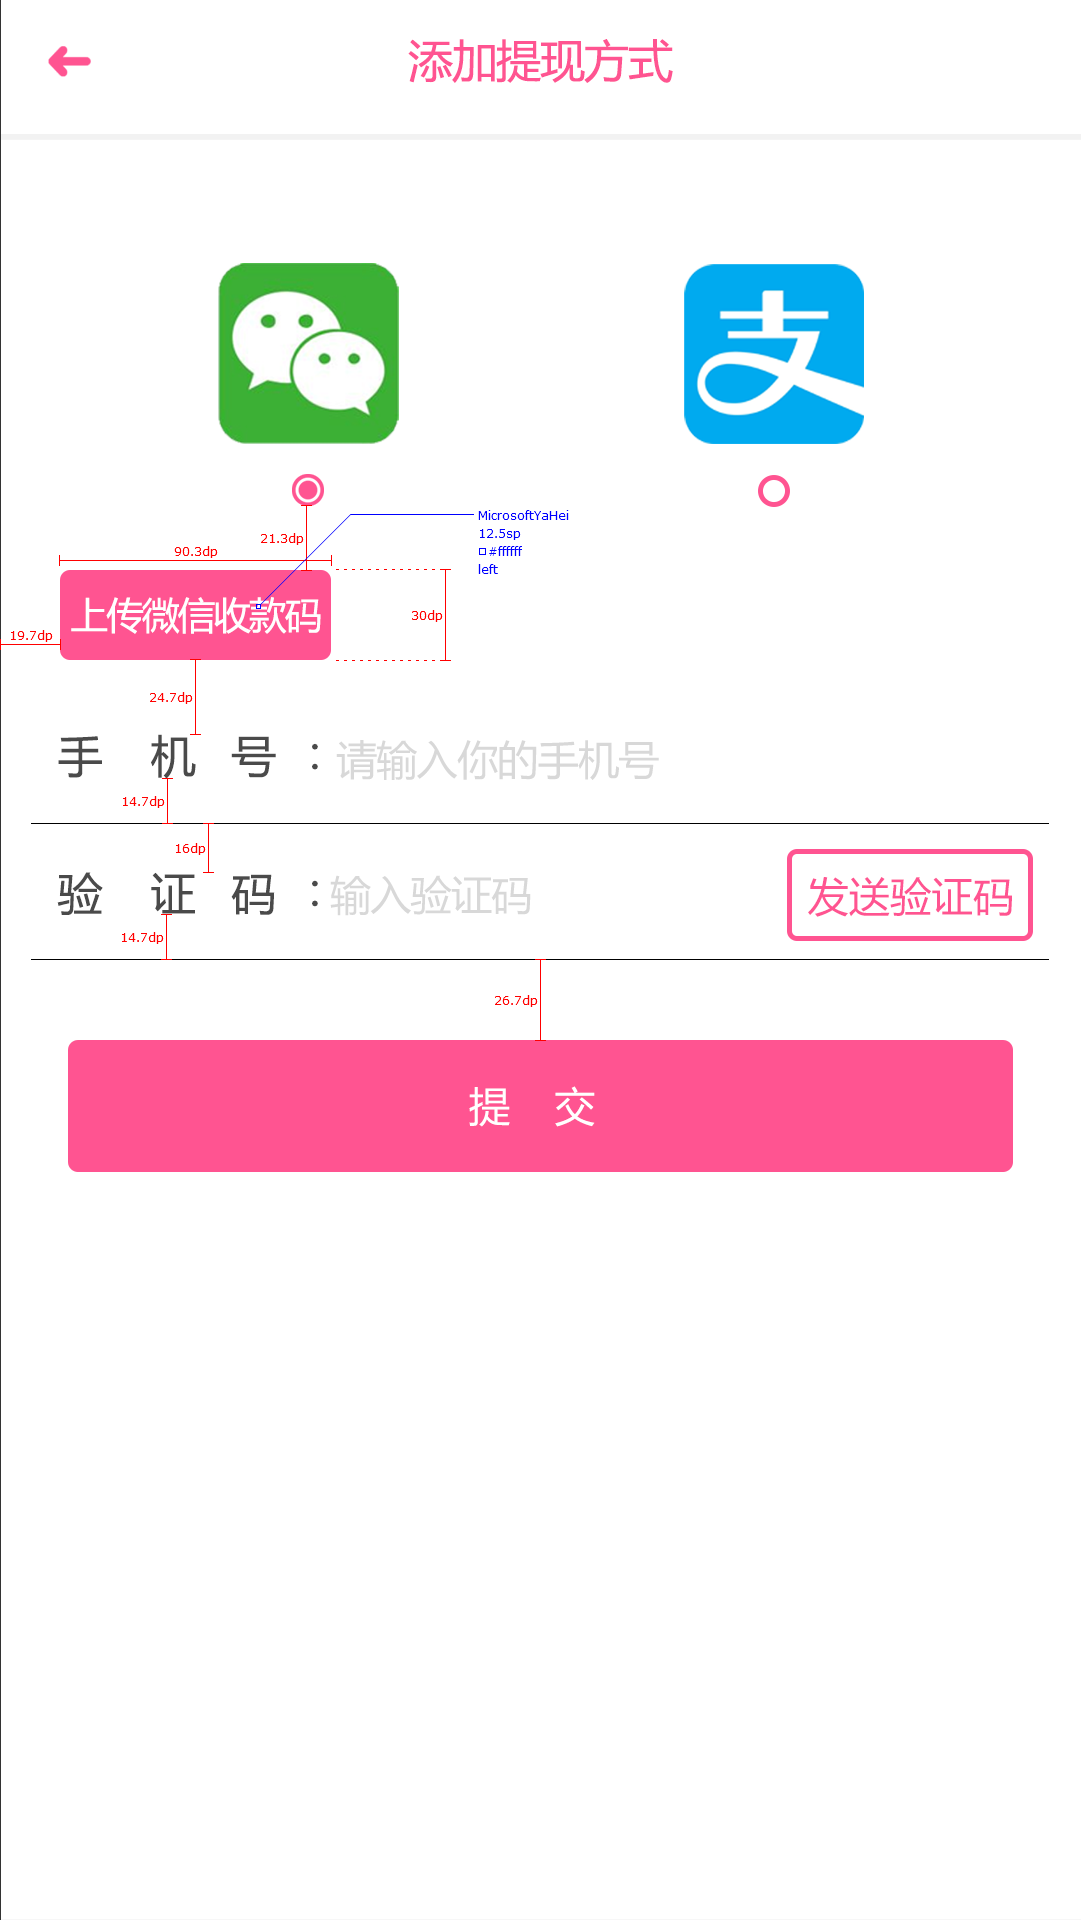 添加提现方式
支
MicrosoftYaHei
12.5sp
#ffffff
left
21.3dp
90.3dp
上传微信收款码
30dp
19.7dp
24.7dp
手 机 号 ：请输入你的手机号
14.7dp
16dp
验 证 码 ：输入验证码
发送验证码
14.7dp
26.7dp
提 交